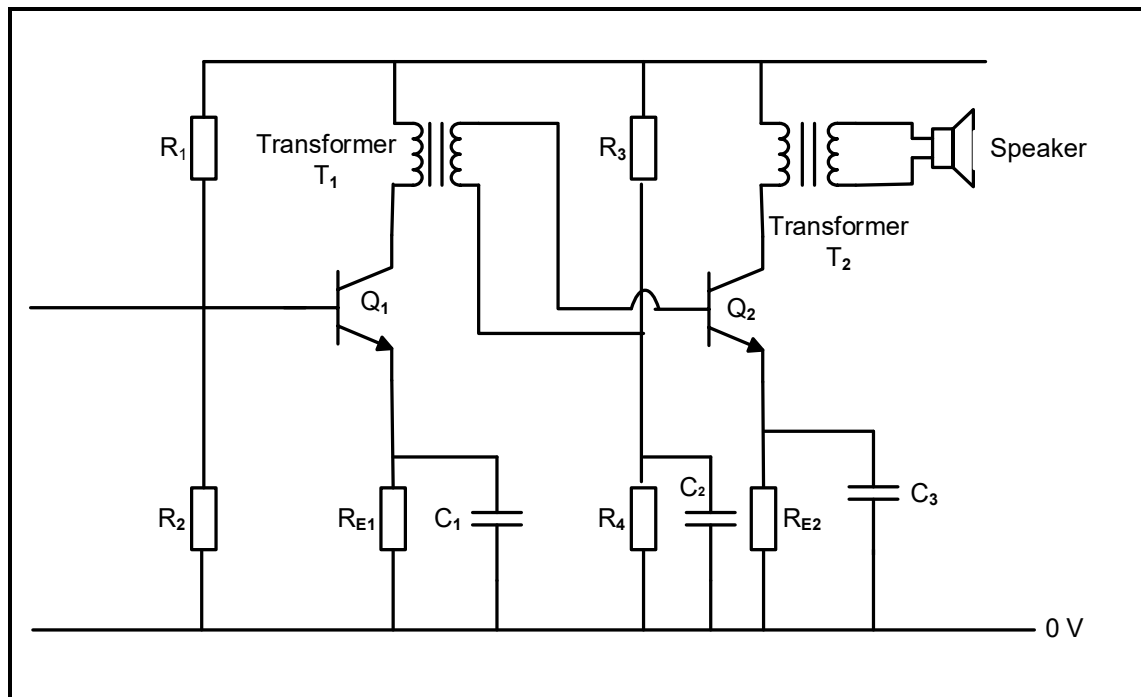 R1
Transformer
T1
R3
Speaker
Transformer
T2
Q1
Q2
R2
RE1
C1
R4
C2
RE2
C3
0 V